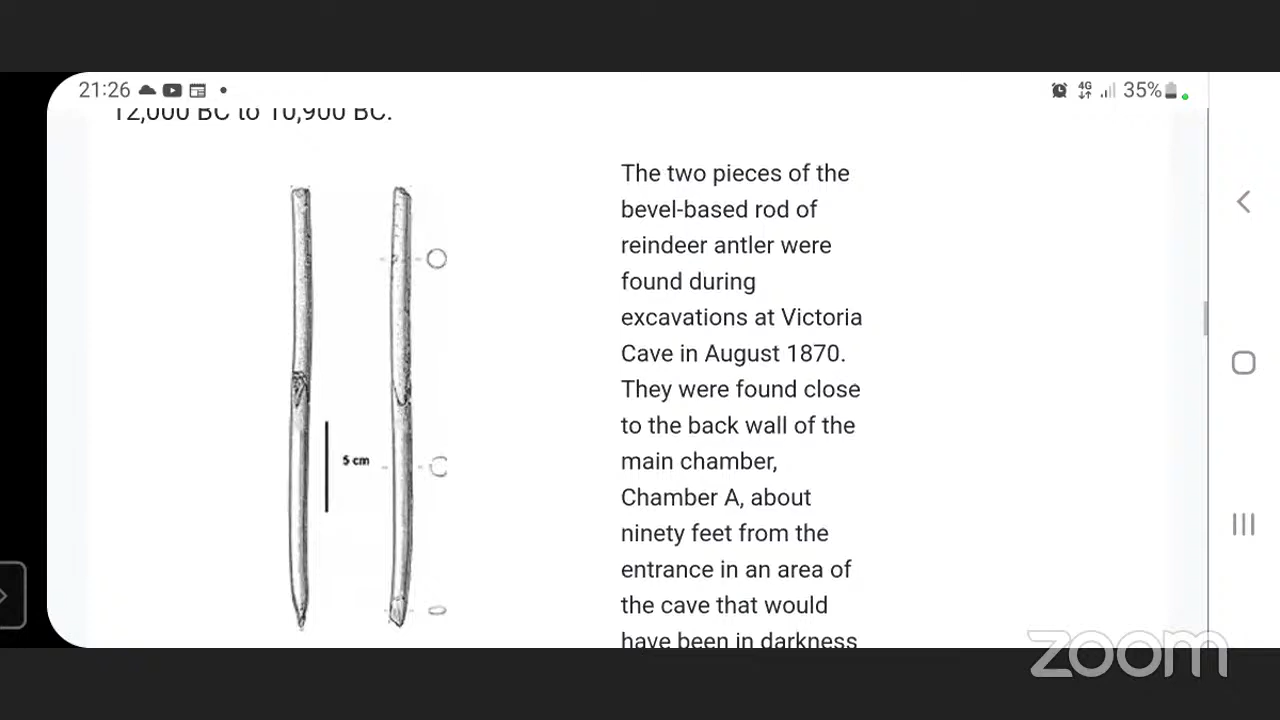 21:26
4G
35%
12,000 BC to 10,900 BC.
The two pieces of the
bevel-based rod of
reindeer antler were
found during
excavations at Victoria
Cave in August 1870.
They were found close
to the back wall of the
main chamber,
Chamber A, about
ninety feet from the
entrance in an area of
the cave that would
have been in darkness
5 cm
zoom